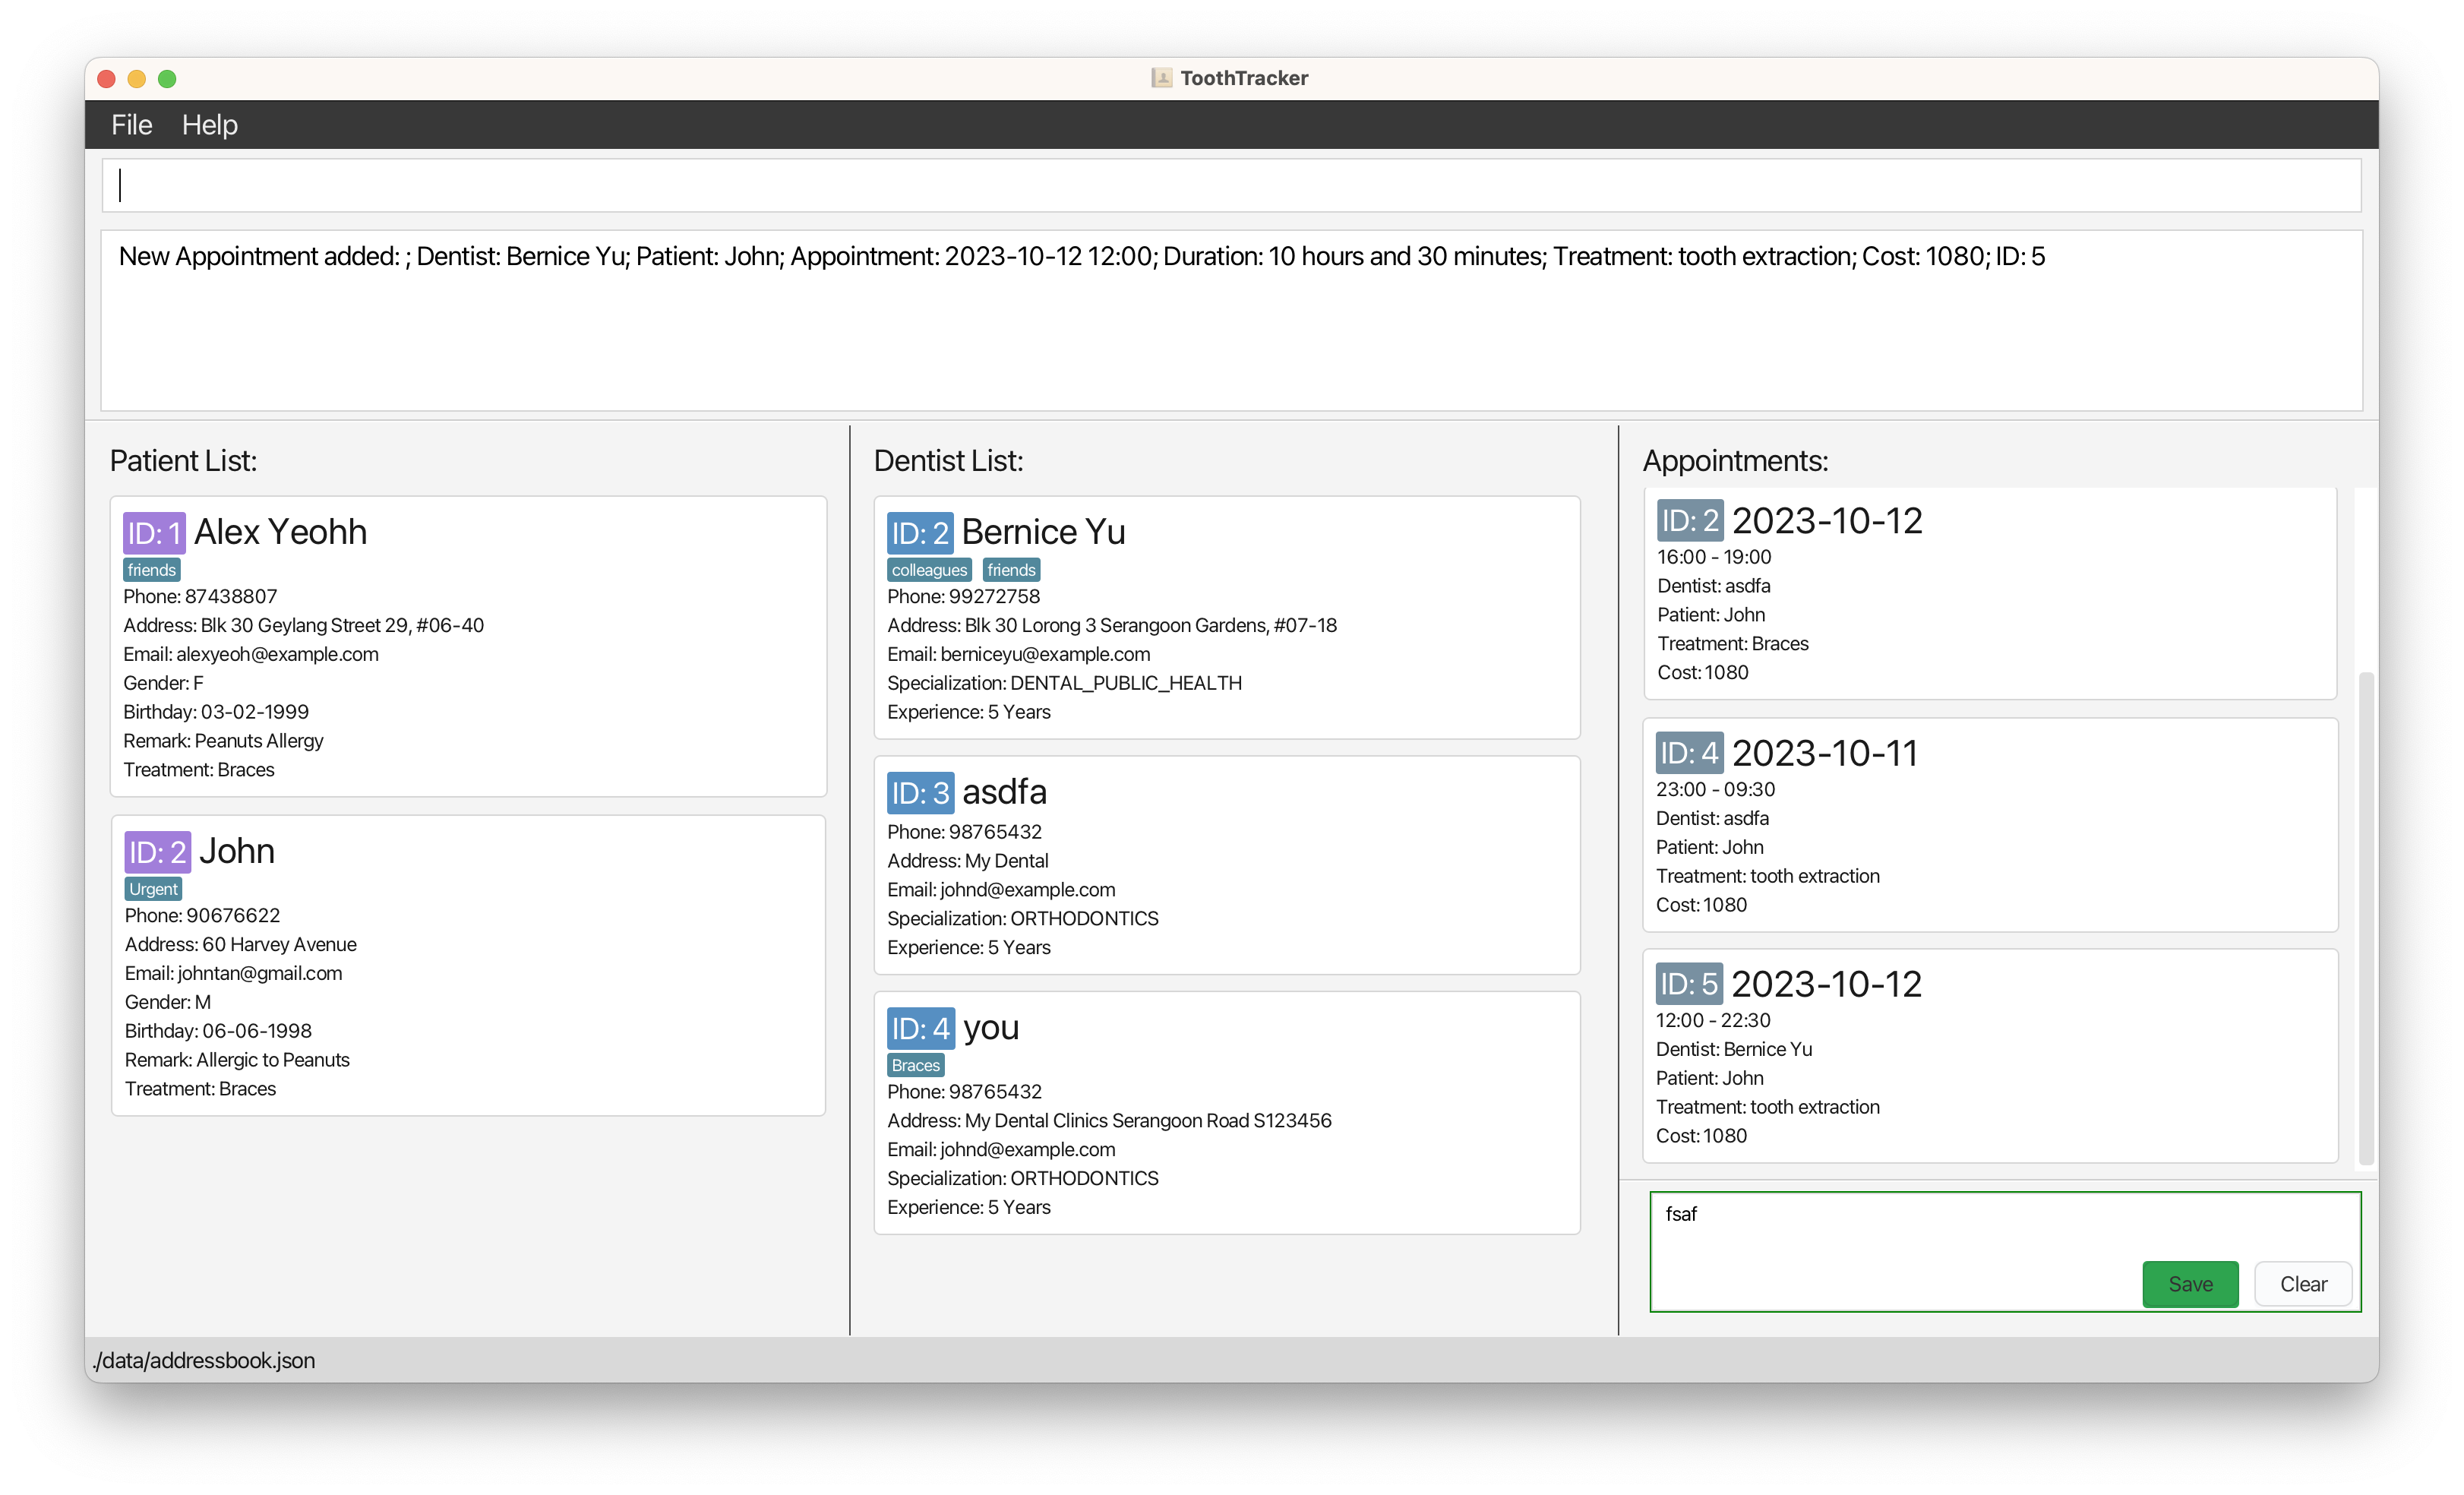 ToothTracker
File Help
New Appointment added: ; Dentist: Bernice Yu; Patient: John; Appointment: 2023-10-12 12:00; Duration: 10 hours and 30 minutes; Treatment: tooth extraction; Cost: 1080; ID: 5
Patient List:
ID: 1 Alex Yeohh
friends
Phone: 87438807
Address: Blk 30 Geylang Street 29, #06-40
Email: alexyeoh@example.com
Gender: F
Birthday: 03-02-1999
Remark: Peanuts Allergy
Treatment: Braces
ID: 2 John
Urgent
Phone: 90676622
Address: 60 Harvey Avenue
Email: johntan@gmail.com
Gender: M
Birthday: 06-06-1998
Remark: Allergic to Peanuts
Treatment: Braces
Dentist List:
ID: 2 Bernice Yu
colleagues friends
Phone: 99272758
Address: Blk 30 Lorong 3 Serangoon Gardens, #07-18
Email: berniceyu@example.com
Specialization: DENTAL_PUBLIC_HEALTH
Experience: 5 Years
ID: 3 asdfa
Phone: 98765432
Address: My Dental
Email: johnd@example.com
Specialization: ORTHODONTICS
Experience: 5 Years
ID: 4 you
Braces
Phone: 98765432
Address: My Dental Clinics Serangoon Road S123456
Email: johnd@example.com
Specialization: ORTHODONTICS
Experience: 5 Years
Appointments:
ID: 2 2023-10-12
16:00 - 19:00
Dentist: asdfa
Patient: John
Treatment: Braces
Cost: 1080
ID: 4 2023-10-11
23:00 - 09:30
Dentist: asdfa
Patient: John
Treatment: tooth extraction
Cost: 1080
ID: 5 2023-10-12
12:00 - 22:30
Dentist: Bernice Yu
Patient: John
Treatment: tooth extraction
Cost: 1080
fsaf
Save Clear
./data/addressbook.json